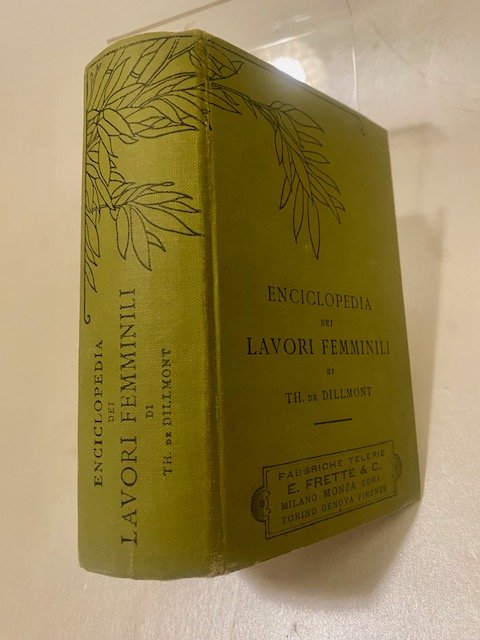 ENCICLOPEDIA
DEI
LAVORI FEMMINILI
DI
TH. DE DILLMONT
ENCICLOPEDIA
DEI
LAVORI FEMMINILI
DI
TH. DE DILLMONT
FABBRICHE TELERIE
E. FRETTE & C.
MILANO MONZA ROMA
TORINO GENOVA FIRENZE